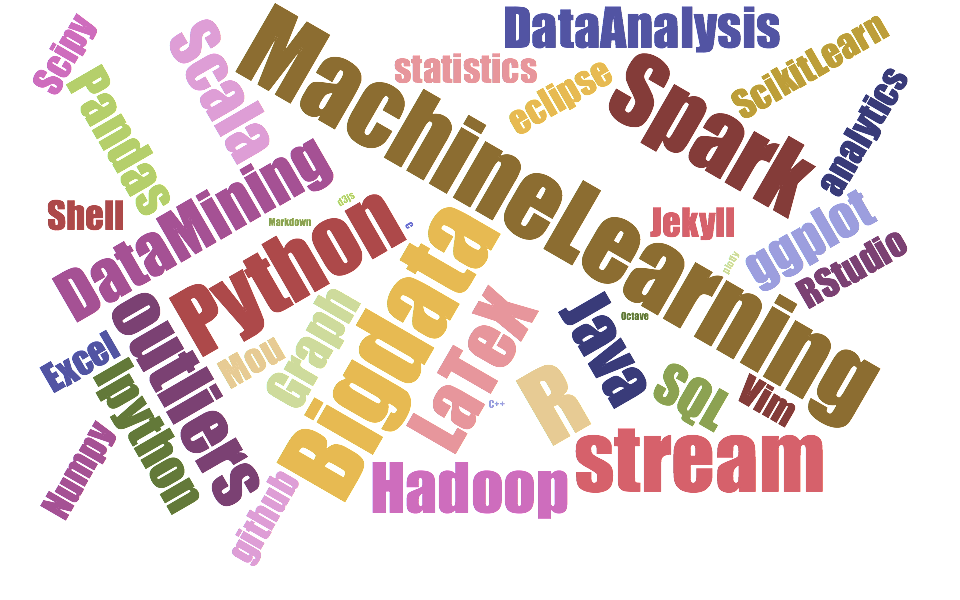 Scipy
Scala
MachineLearning
DataAnalysis
statistics
eclipse
Spark
ScikitLearn
analytics
Pandas
Shell
DataMining
Markdown
d3js
Python
c
Bigdata
Jekyll
ggplot
Plotly
RStudio
outliers
Excel
Ipython
Mou
Graph
LaTeX
Java
Octave
C++
R
SQL
Vim
Numpy
github
Hadoop
stream